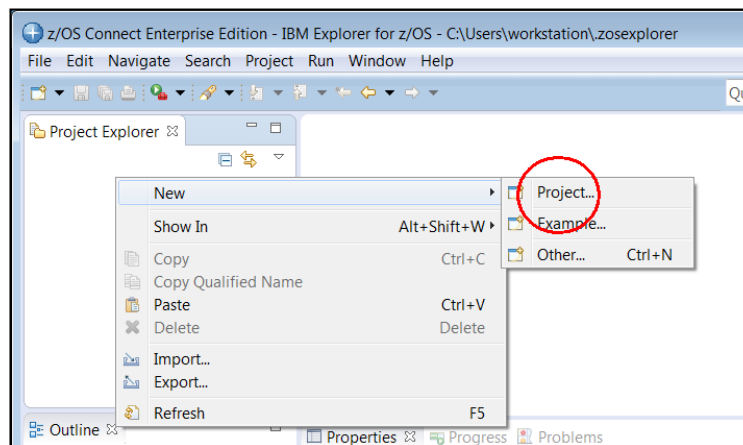 z/OS Connect Enterprise Edition - IBM Explorer for z/OS - C:\Users\workstation\.zosexplorer
File Edit Navigate Search Project Run Window Help
Qu
Project Explorer
New
Project...
Show In Alt+Shift+W
Example...
Other... Ctrl+N
Copy Ctrl+C
Copy Qualified Name
Paste Ctrl+V
Delete Delete
Import...
Export...
Refresh F5
Outline
Properties Progress Problems